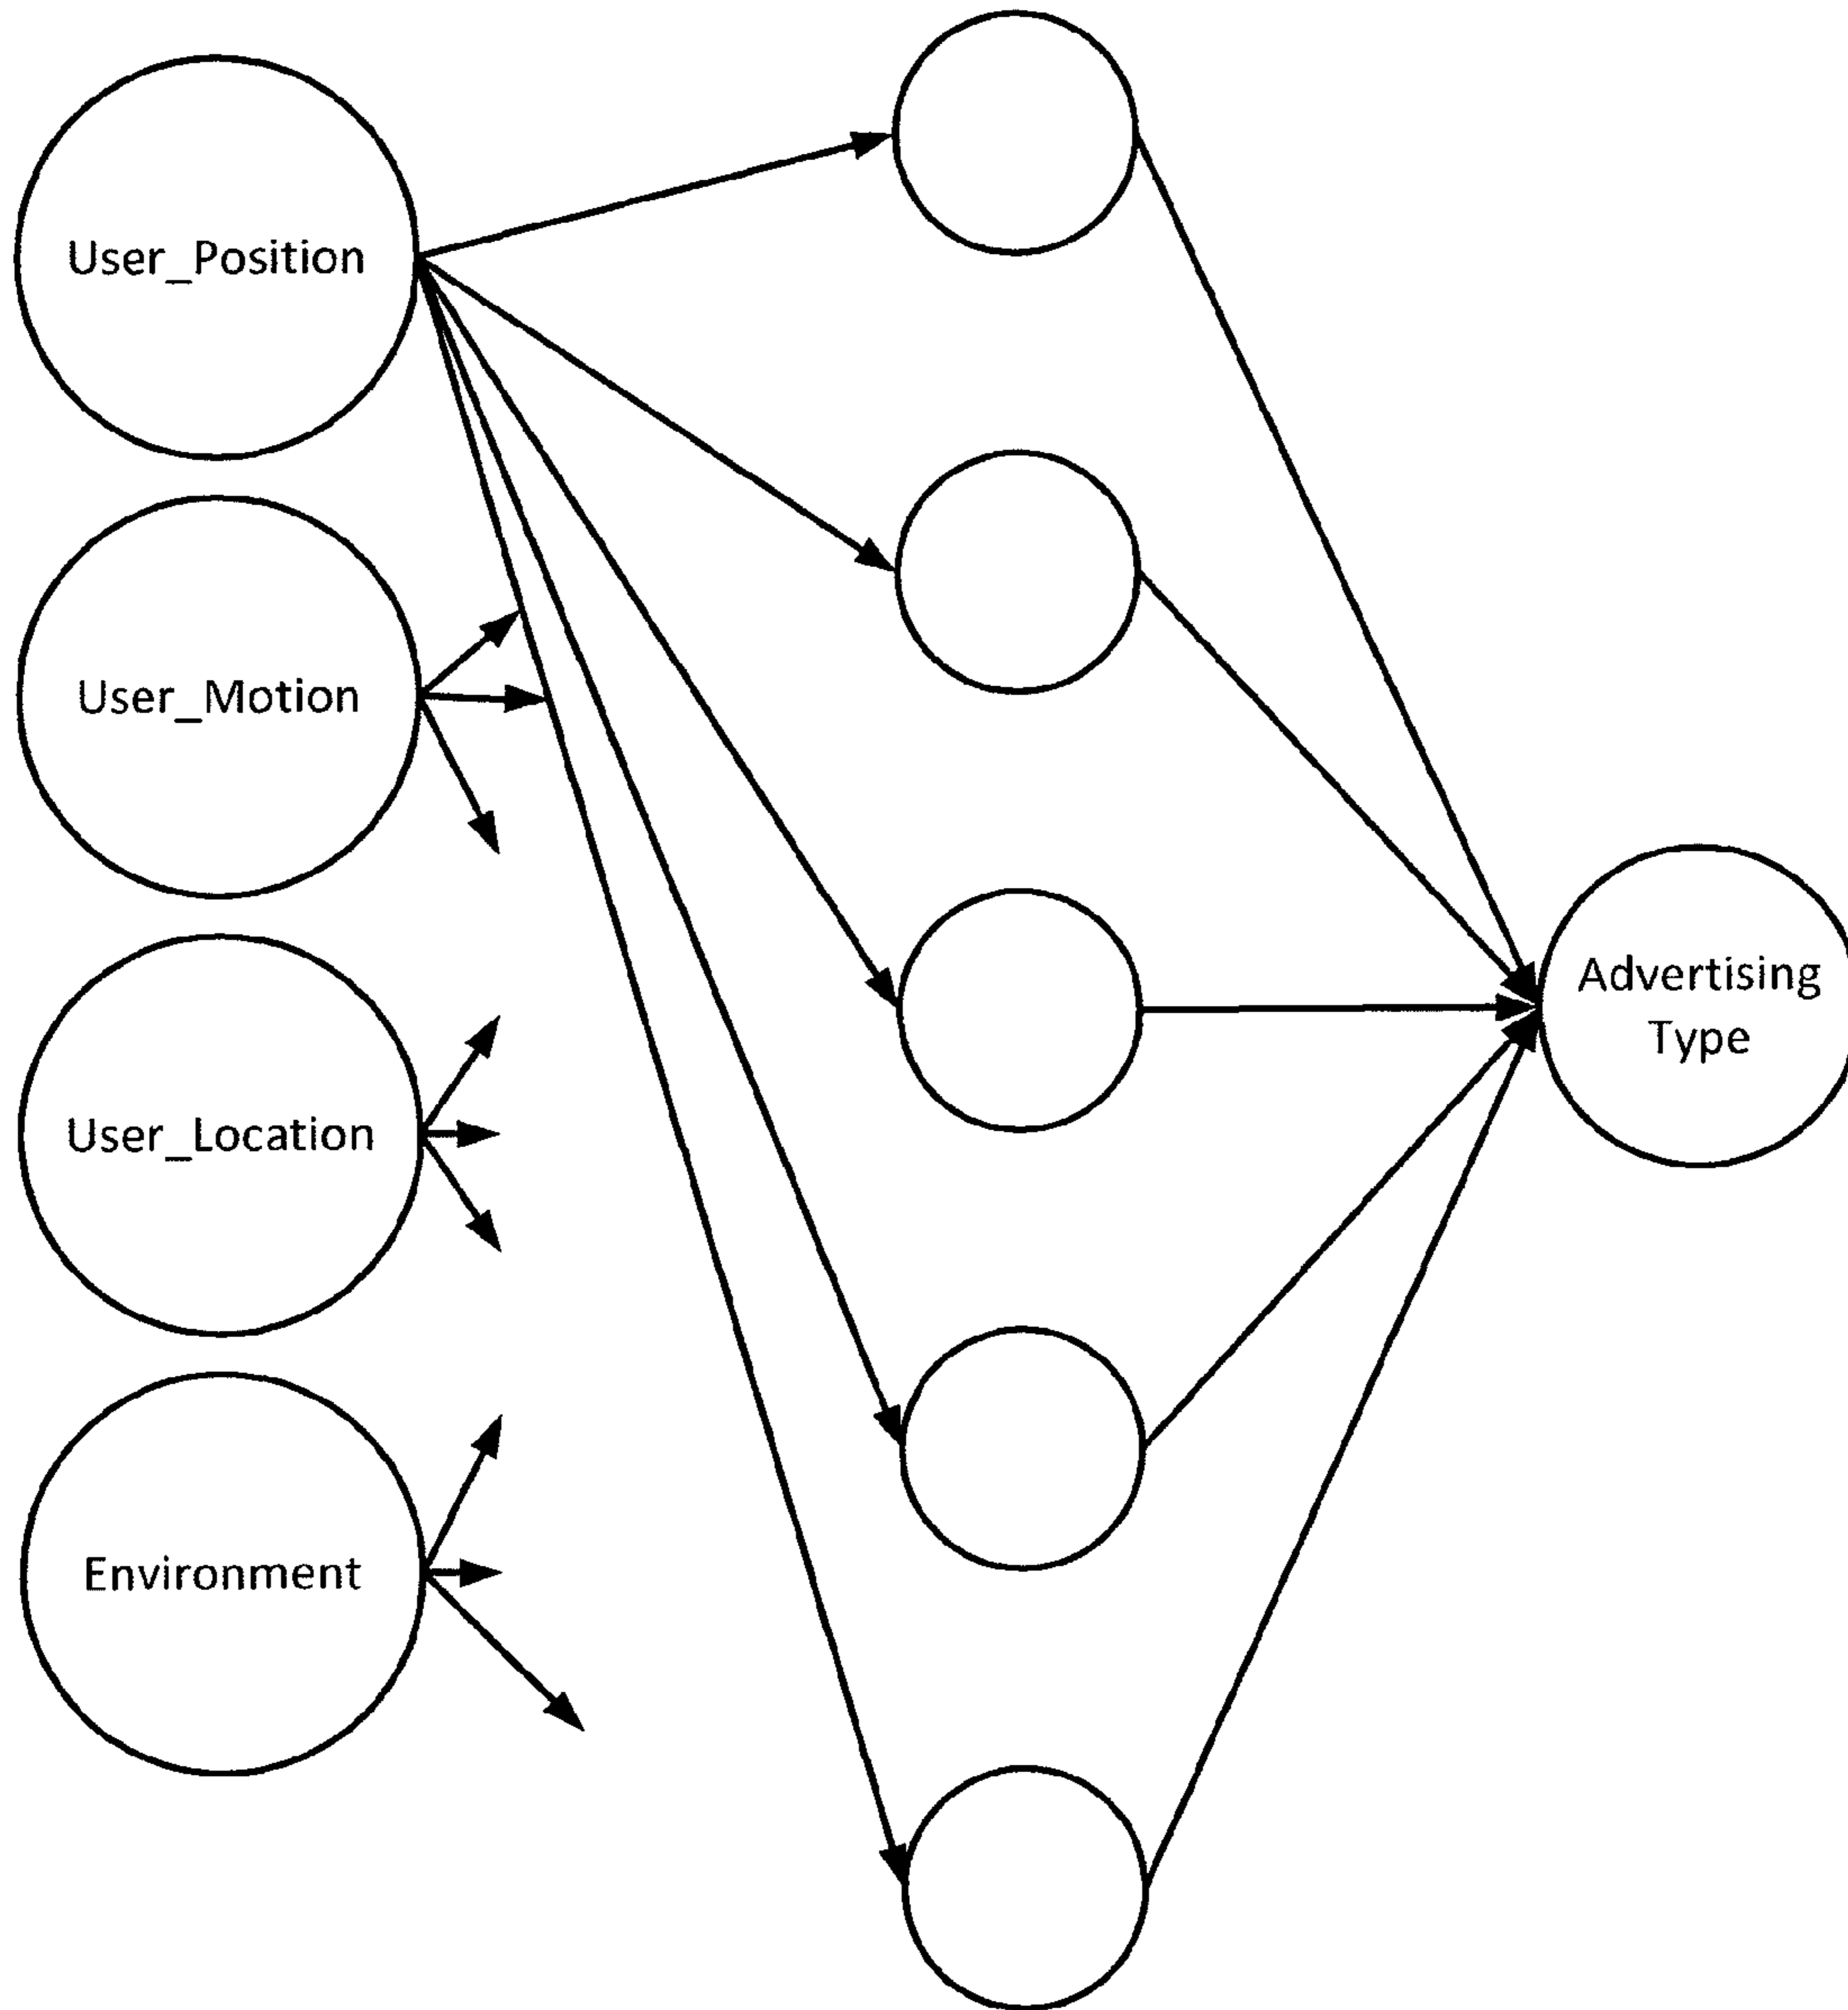 User_Position
User_Motion
User_Location
Environment
Advertising
Type